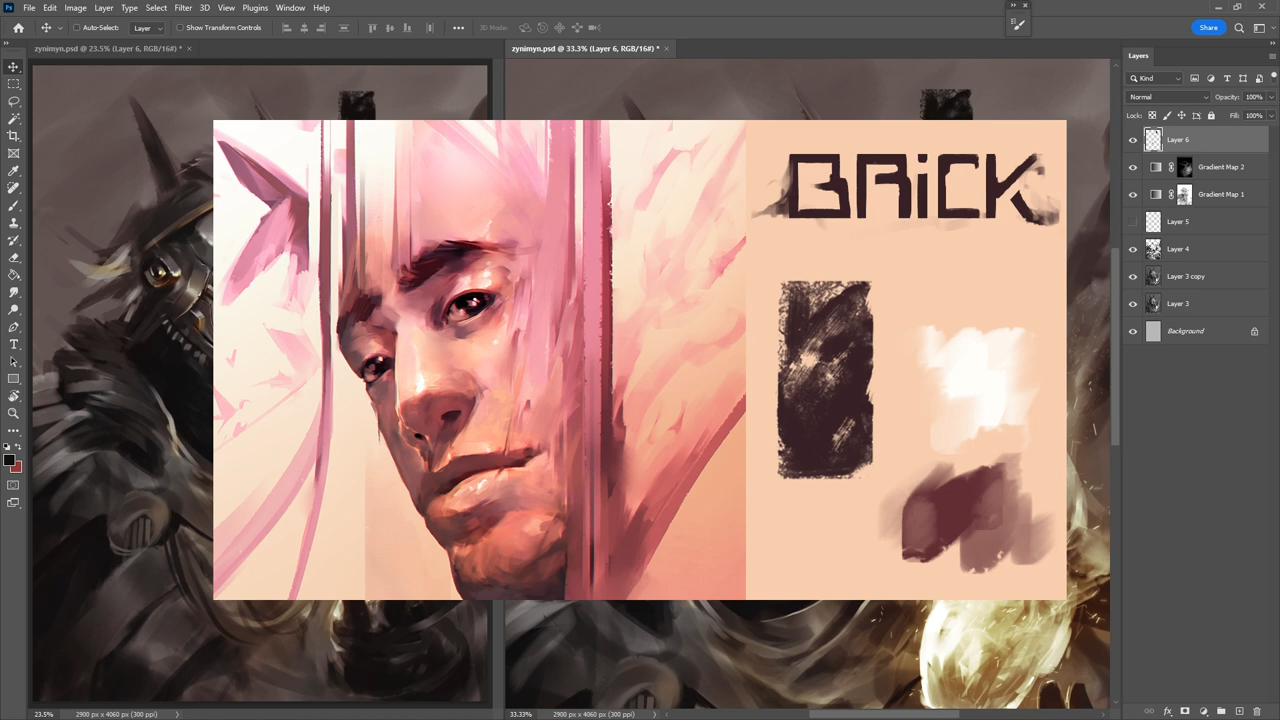 Ps File Edit Image Layer Type Select Filter 3D View Plugins Window Help
Auto-Select: Layer Show Transform Controls 3D Mode: Share
zynimyn.psd @ 23.5% (Layer 6, RGB/16#) * ×
zynimyn.psd @ 33.3% (Layer 6, RGB/16#) * ×
BRiCK
Layers
Kind
Normal Opacity: 100%
Lock: Fill: 100%
Layer 6
Gradient Map 2
Gradient Map 1
Layer 5
Layer 4
Layer 3 copy
Layer 3
Background
23.5% 2900 px x 4060 px (300 ppi)
33.33% 2900 px x 4060 px (300 ppi)
fx